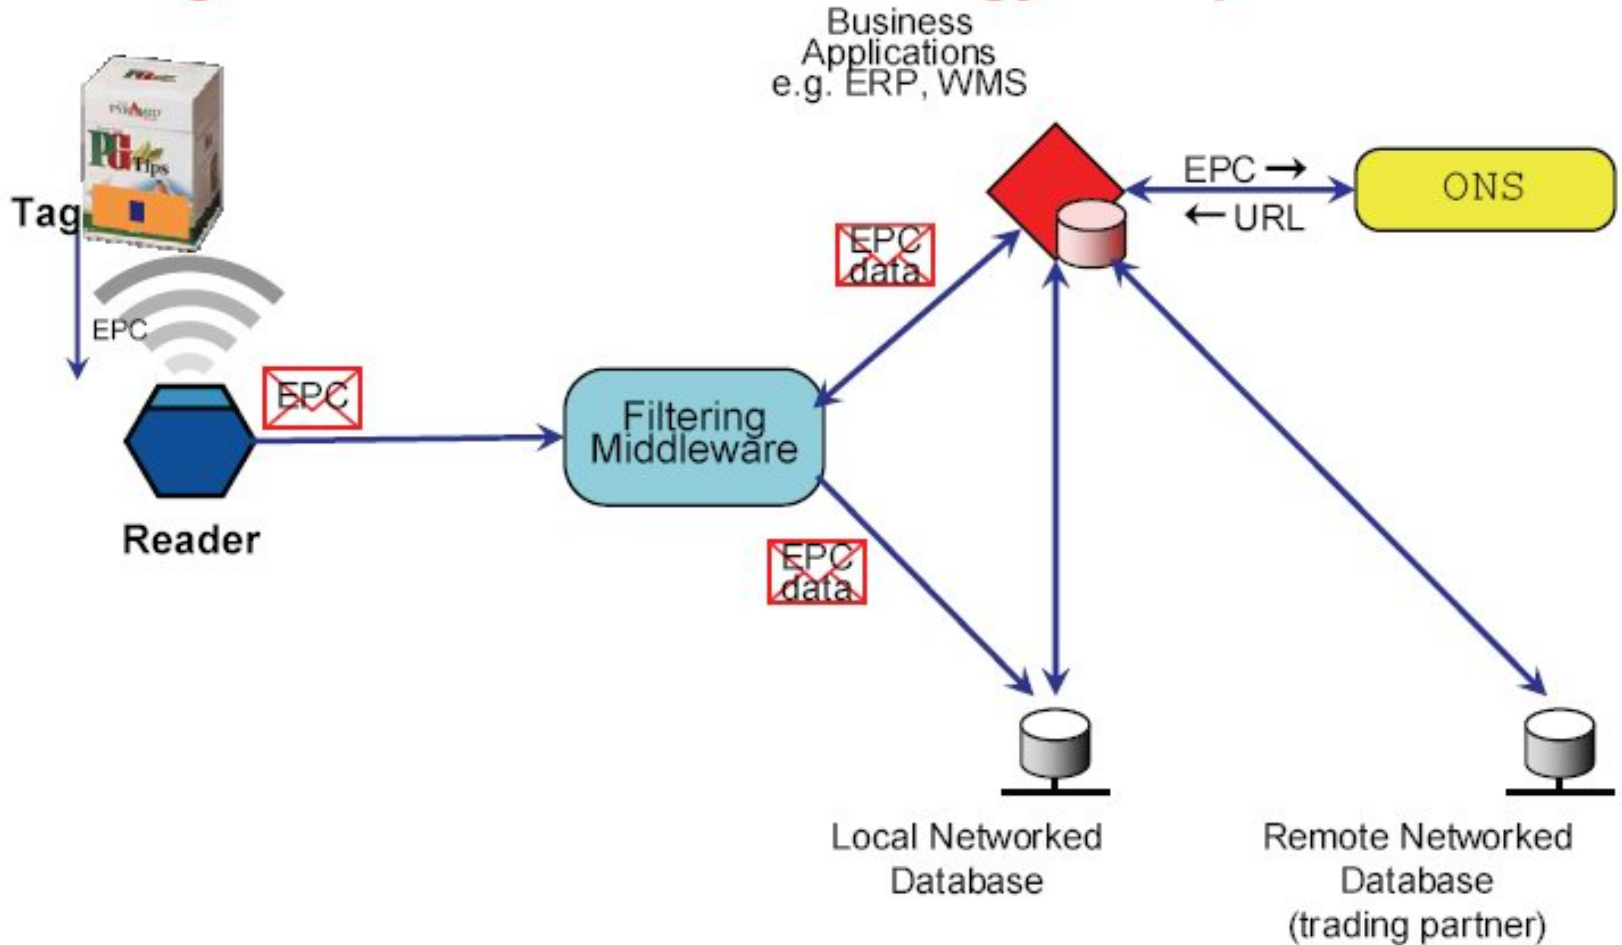 Business
Applications
e.g. ERP, WMS
PYRAMID
PG
Tips
Tag
EPC
EPC
Reader
Filtering
Middleware
EPC
data
EPC
data
EPC →
← URL
ONS
Local Networked
Database
Remote Networked
Database
(trading partner)